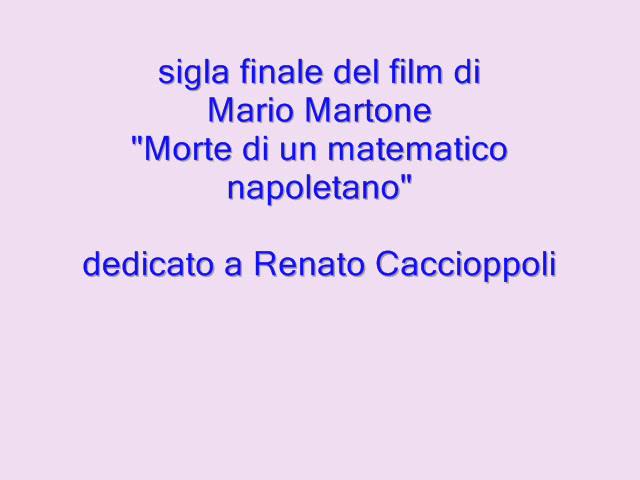 sigla finale del film di
Mario Martone
"Morte di un matematico
napoletano"
dedicato a Renato Caccioppoli